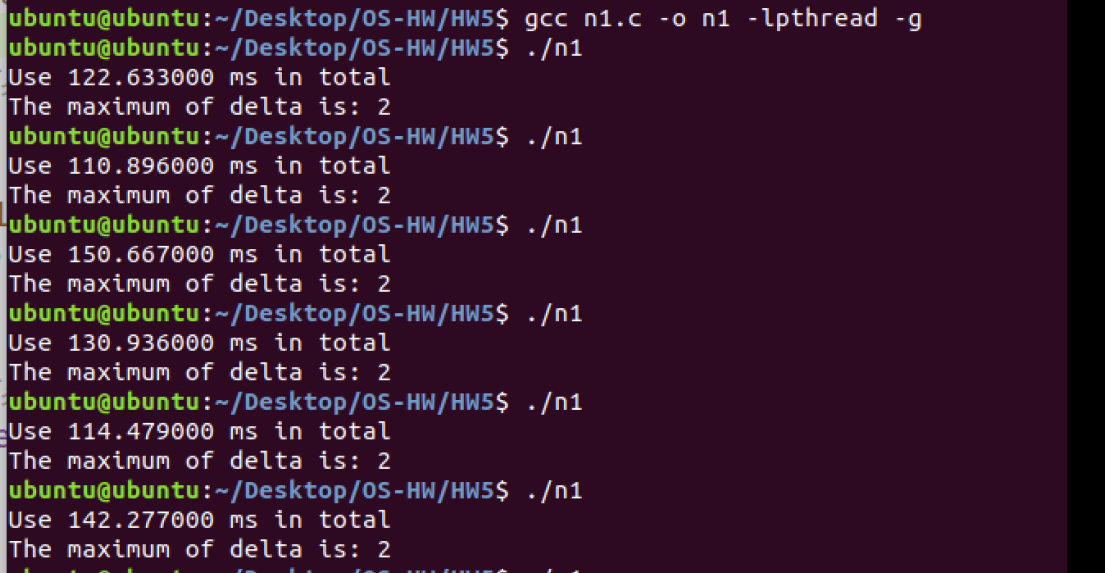 ubuntu@ubuntu:~/Desktop/OS-HW/HW5$ gcc n1.c -o n1 -lpthread -g
ubuntu@ubuntu:~/Desktop/OS-HW/HW5$ ./n1
Use 122.633000 ms in total
The maximum of delta is: 2
ubuntu@ubuntu:~/Desktop/OS-HW/HW5$ ./n1
Use 110.896000 ms in total
The maximum of delta is: 2
ubuntu@ubuntu:~/Desktop/OS-HW/HW5$ ./n1
Use 150.667000 ms in total
The maximum of delta is: 2
ubuntu@ubuntu:~/Desktop/OS-HW/HW5$ ./n1
Use 130.936000 ms in total
The maximum of delta is: 2
ubuntu@ubuntu:~/Desktop/OS-HW/HW5$ ./n1
Use 114.479000 ms in total
The maximum of delta is: 2
ubuntu@ubuntu:~/Desktop/OS-HW/HW5$ ./n1
Use 142.277000 ms in total
The maximum of delta is: 2